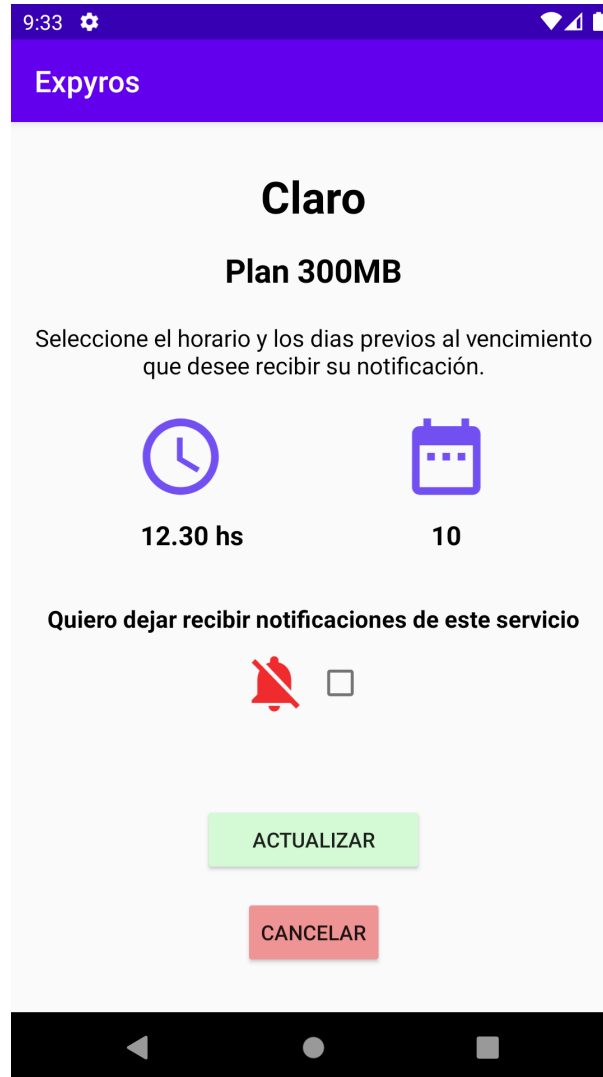 9:33
Expyros
Claro
Plan 300MB
Seleccione el horario y los dias previos al vencimiento
que desee recibir su notificación.
12.30 hs
10
Quiero dejar recibir notificaciones de este servicio
ACTUALIZAR
CANCELAR